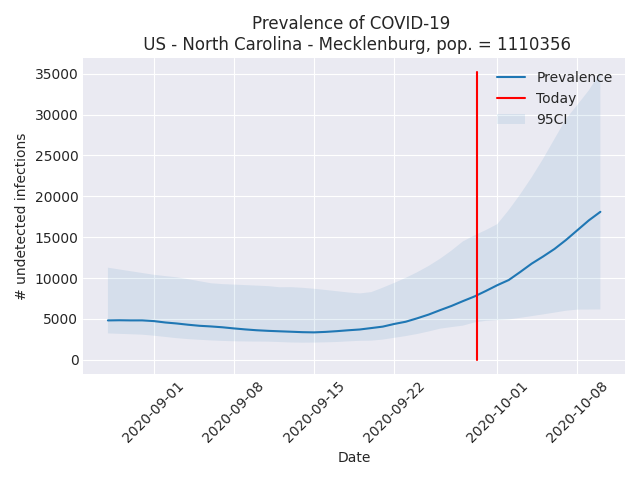 Prevalence of COVID-19
US - North Carolina - Mecklenburg, pop. = 1110356
35000
30000
25000
20000
15000
10000
5000
0
# undetected infections
Prevalence
Today
95CI
2020-09-01
2020-09-08
2020-09-15
2020-09-22
2020-10-01
2020-10-08
Date